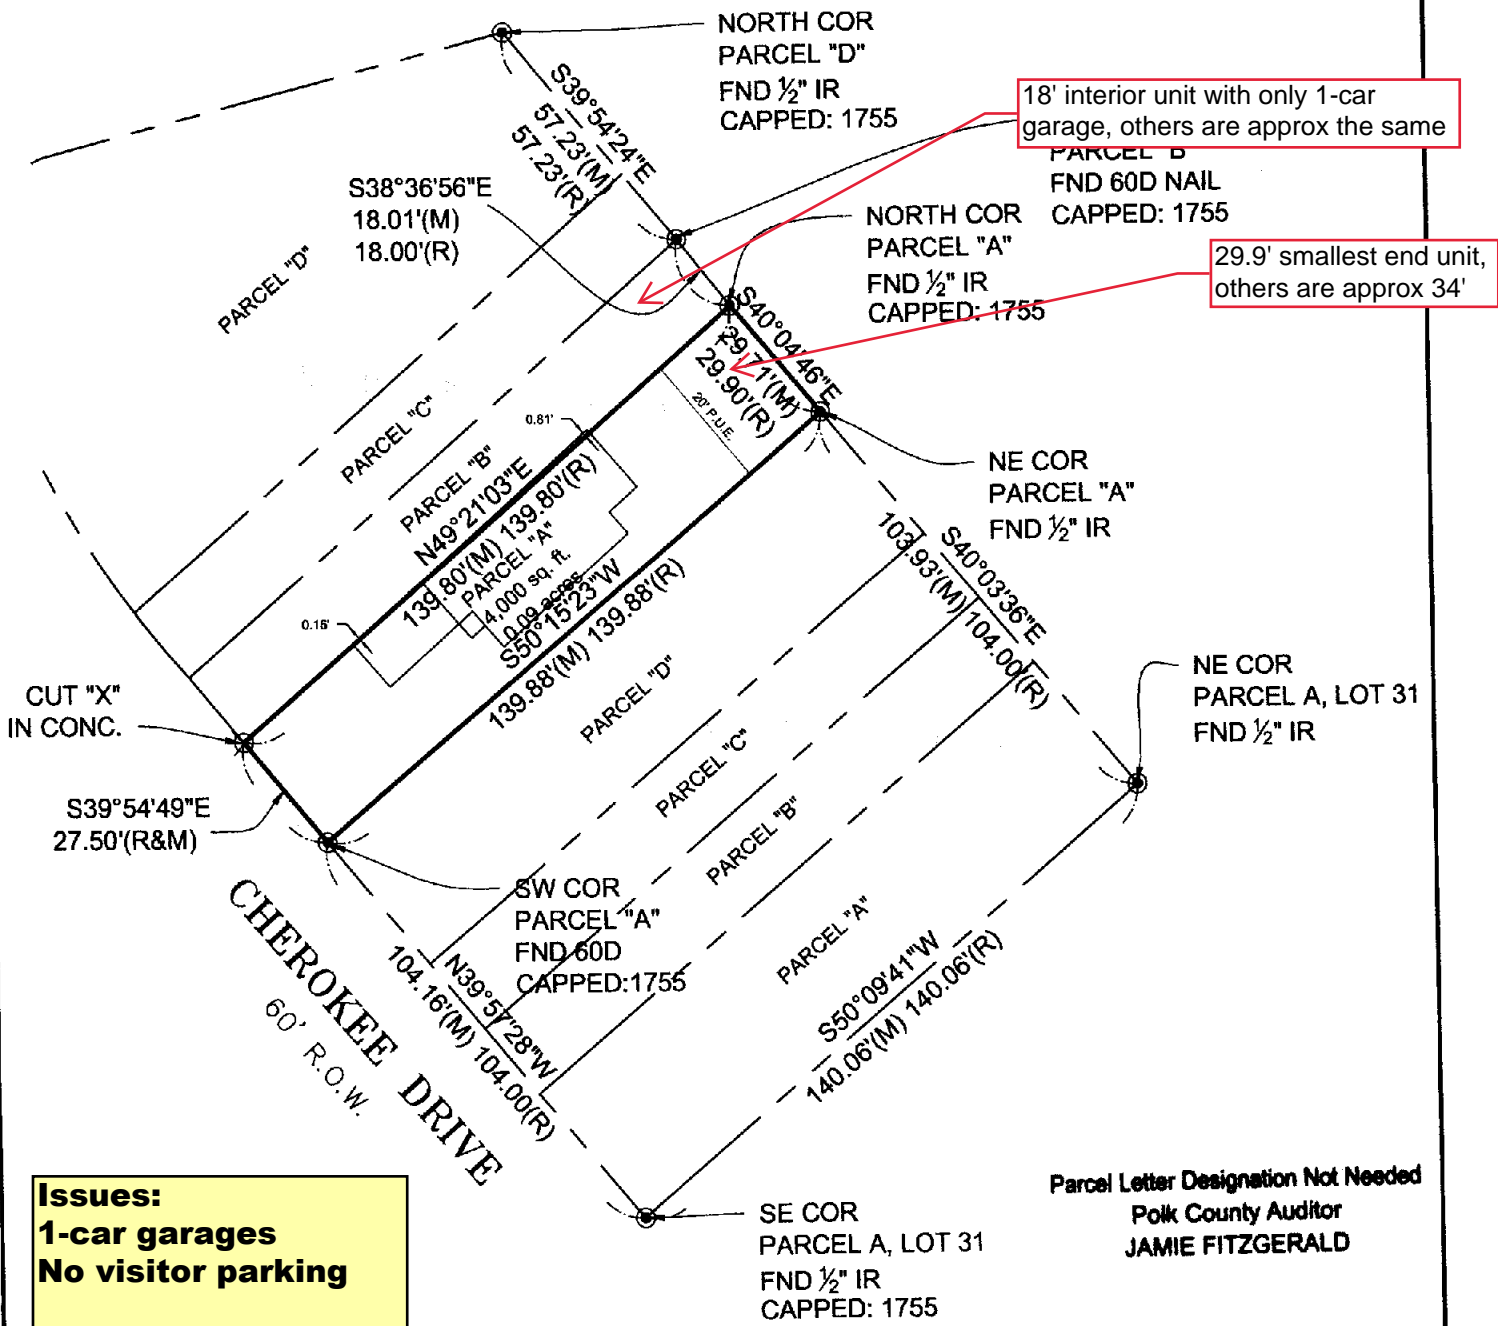 NORTH COR
PARCEL "D"
FND ½" IR
CAPPED: 1755
S39°54'24"E
57.23'(M)
57.23'(R)
18' interior unit with only 1-car
garage, others are approx the same
PARCEL "B"
FND 60D NAIL
CAPPED: 1755
S38°36'56"E
18.01'(M)
18.00'(R)
NORTH COR
PARCEL "A"
FND ½" IR
CAPPED: 1755
29.9' smallest end unit,
others are approx 34'
PARCEL "D"
S40°04'46"E
29.71'(M)
29.90'(R)
20' P.U.E.
PARCEL "C"
0.81'
PARCEL "B"
N49°21'03"E
139.80'(M) 139.80'(R)
PARCEL "A"
4,000 sq. ft.
0.09 acres
S50°15'23"W
139.88'(M) 139.88'(R)
0.15'
NE COR
PARCEL "A"
FND ½" IR
S40°03'36"E
103.93'(M) 104.00'(R)
CUT "X"
IN CONC.
PARCEL "D"
PARCEL "C"
PARCEL "B"
PARCEL "A"
NE COR
PARCEL A, LOT 31
FND ½" IR
S39°54'49"E
27.50'(R&M)
SW COR
PARCEL "A"
FND 60D
CAPPED:1755
CHEROKEE DRIVE
60' R.O.W.
N39°57'28"W
104.16'(M) 104.00'(R)
S50°09'41"W
140.06'(M) 140.06'(R)
Issues:
1-car garages
No visitor parking
SE COR
PARCEL A, LOT 31
FND ½" IR
CAPPED: 1755
Parcel Letter Designation Not Needed
Polk County Auditor
JAMIE FITZGERALD